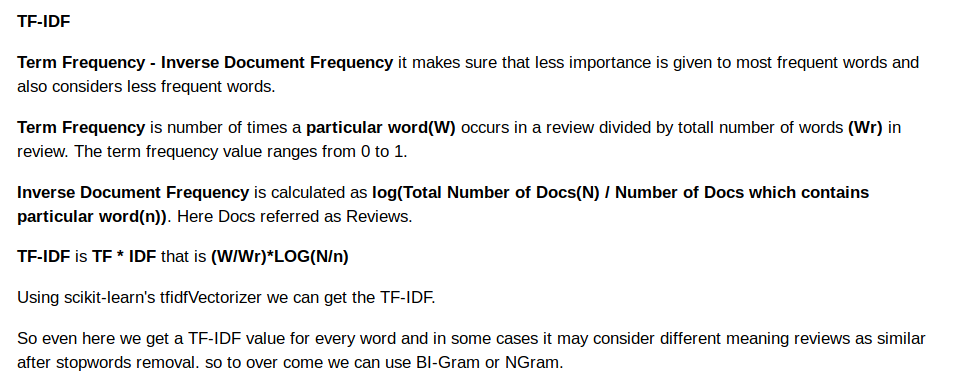 TF-IDF
Term Frequency - Inverse Document Frequency it makes sure that less importance is given to most frequent words and
also considers less frequent words.
Term Frequency is number of times a particular word(W) occurs in a review divided by totall number of words (Wr) in
review. The term frequency value ranges from 0 to 1.
Inverse Document Frequency is calculated as log(Total Number of Docs(N) / Number of Docs which contains
particular word(n)). Here Docs referred as Reviews.
TF-IDF is TF * IDF that is (W/Wr)*LOG(N/n)
Using scikit-learn's tfidfVectorizer we can get the TF-IDF.
So even here we get a TF-IDF value for every word and in some cases it may consider different meaning reviews as similar
after stopwords removal. so to over come we can use BI-Gram or NGram.